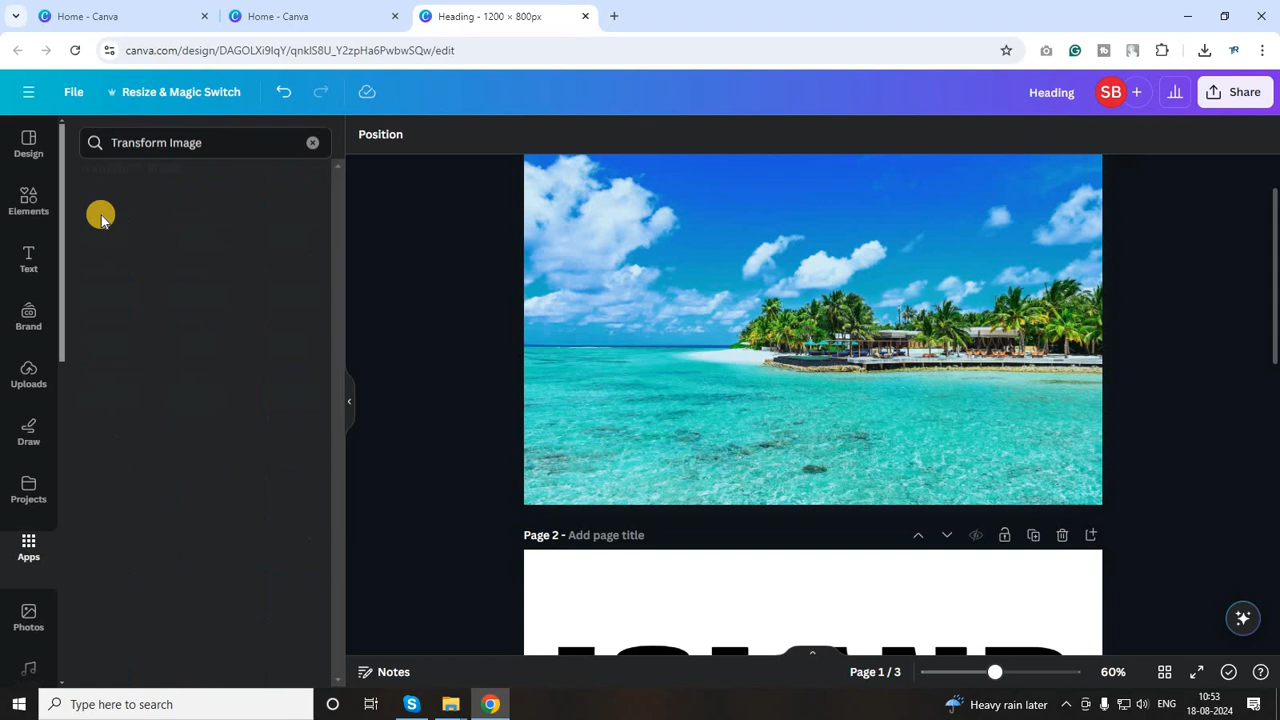 Home - Canva
Home - Canva
Heading - 1200 × 800px
canva.com/design/DAGOLXi9IqY/qnkIS8U_Y2zpHa6PwbwSQw/edit
File
Resize & Magic Switch
Heading
SB
Share
Design
Elements
Text
Brand
Uploads
Draw
Projects
Apps
Photos
Transform Image
Position
Page 2 - Add page title
ISLAND
Notes
Page 1 / 3
60%
Type here to search
Heavy rain later
ENG
10:53
18-08-2024